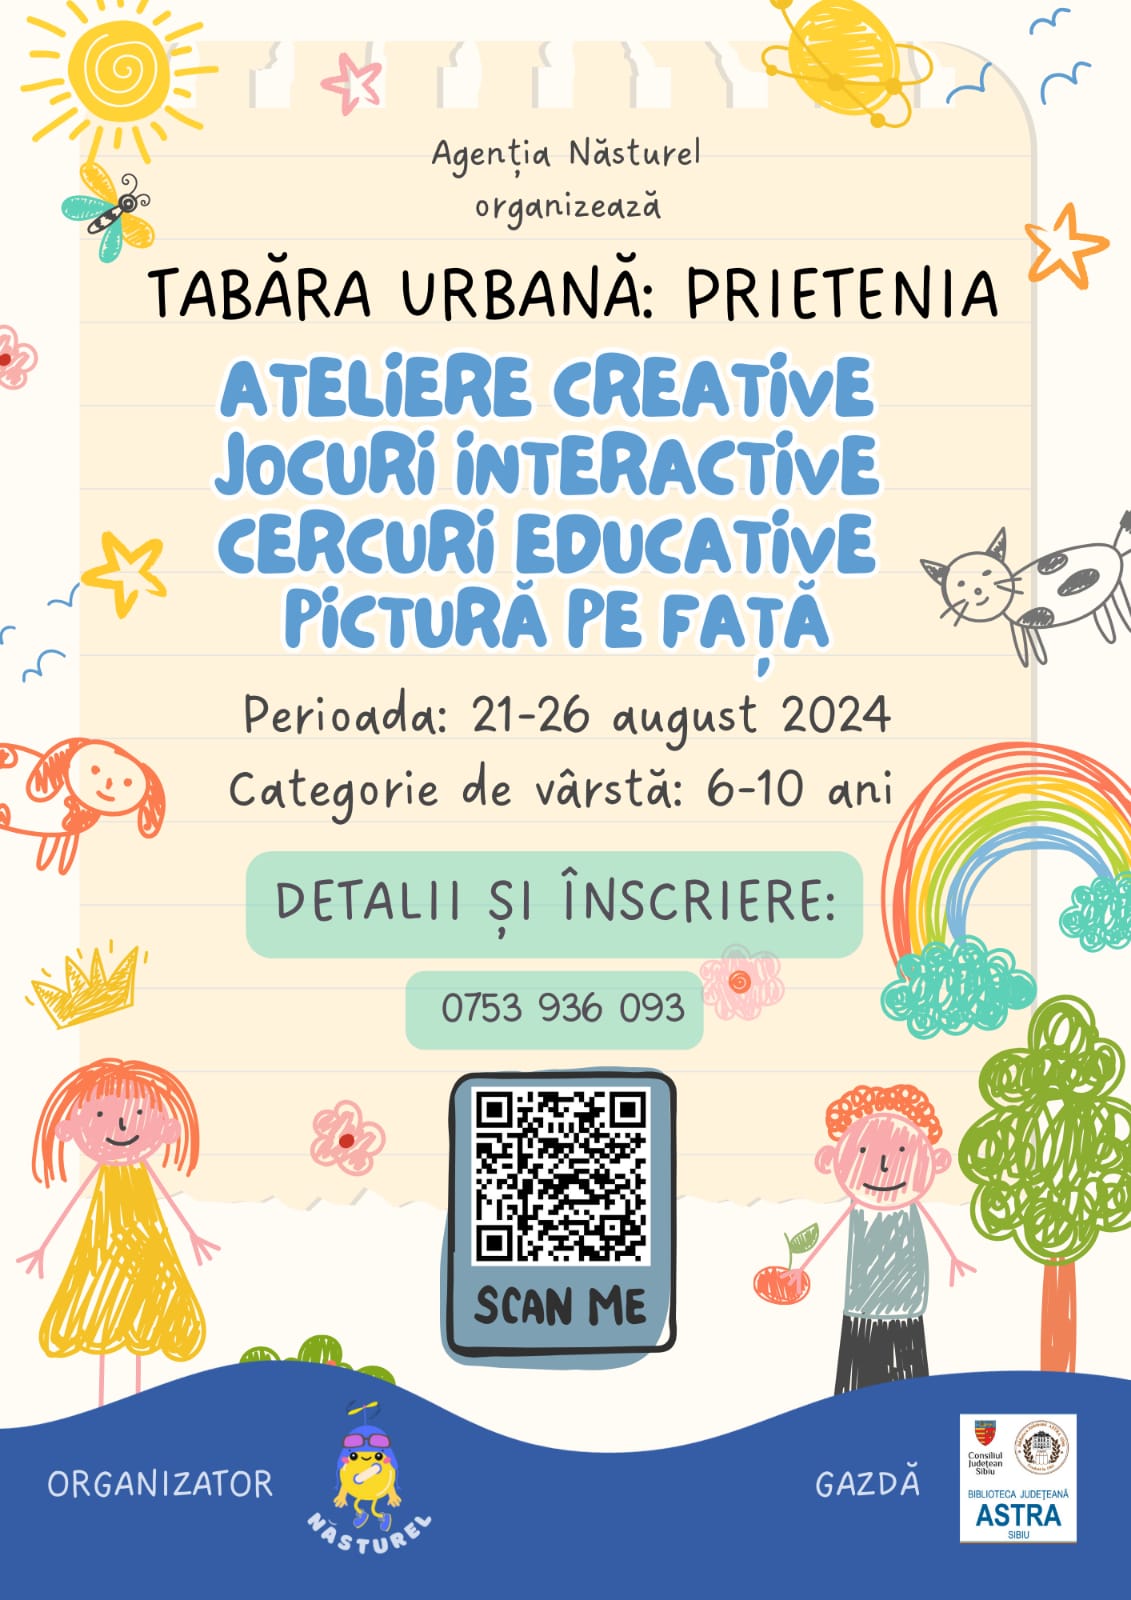 Agenția Năsturel
organizează
TABĂRA URBANĂ: PRIETENIA
ATELIERE CREATIVE
JOCURI INTERACTIVE
CERCURI EDUCATIVE
PICTURĂ PE FAȚĂ
Perioada: 21-26 august 2024
Categorie de vârstă: 6-10 ani
DETALII ȘI ÎNSCRIERE:
0753 936 093
SCAN ME
ORGANIZATOR
NĂSTUREL
GAZDĂ
Consiliul
Județean
Sibiu
BIBLIOTECA JUDEȚEANĂ
ASTRA
SIBIU